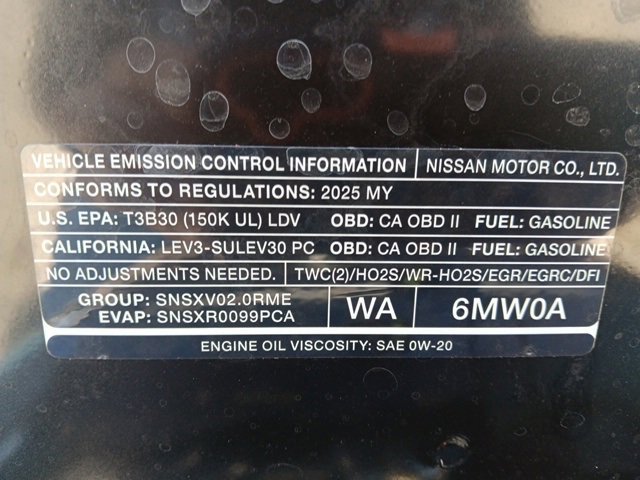 VEHICLE EMISSION CONTROL INFORMATION NISSAN MOTOR CO., LTD.
CONFORMS TO REGULATIONS: 2025 MY
U.S. EPA: T3B30 (150K UL) LDV OBD: CA OBD II FUEL: GASOLINE
CALIFORNIA: LEV3-SULEV30 PC OBD: CA OBD II FUEL: GASOLINE
NO ADJUSTMENTS NEEDED. TWC(2)/HO2S/WR-HO2S/EGR/EGRC/DFI
GROUP: SNSXV02.0RME
EVAP: SNSXR0099PCA
WA 6MW0A
ENGINE OIL VISCOSITY: SAE 0W-20